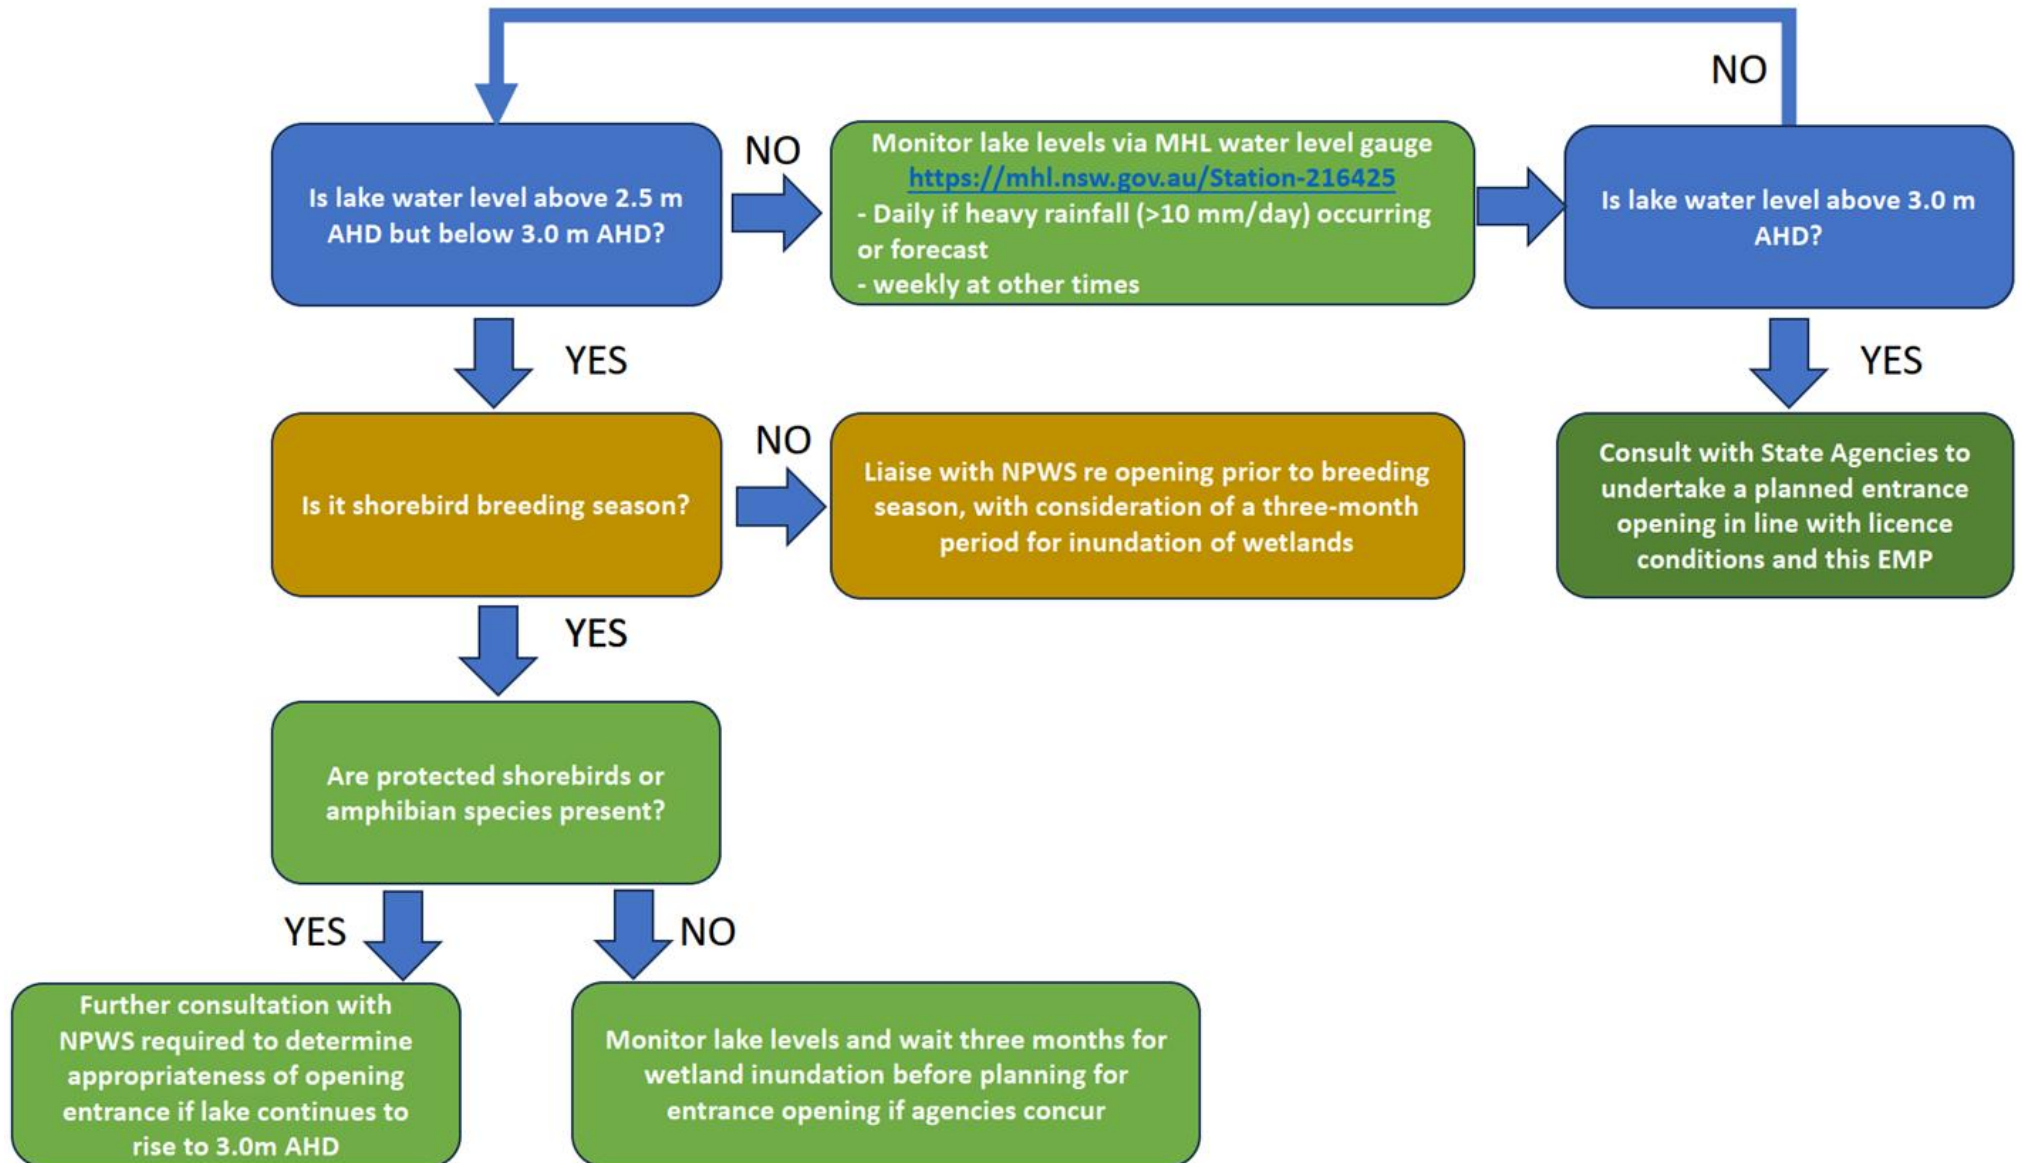 NO
Is lake water level above 2.5 m
AHD but below 3.0 m AHD?
NO
Monitor lake levels via MHL water level gauge
https://mhl.nsw.gov.au/Station-216425
- Daily if heavy rainfall (>10 mm/day) occurring
or forecast
- weekly at other times
Is lake water level above 3.0 m
AHD?
YES
YES
Is it shorebird breeding season?
NO
Liaise with NPWS re opening prior to breeding
season, with consideration of a three-month
period for inundation of wetlands
Consult with State Agencies to
undertake a planned entrance
opening in line with licence
conditions and this EMP
YES
Are protected shorebirds or
amphibian species present?
YES
NO
Further consultation with
NPWS required to determine
appropriateness of opening
entrance if lake continues to
rise to 3.0m AHD
Monitor lake levels and wait three months for
wetland inundation before planning for
entrance opening if agencies concur